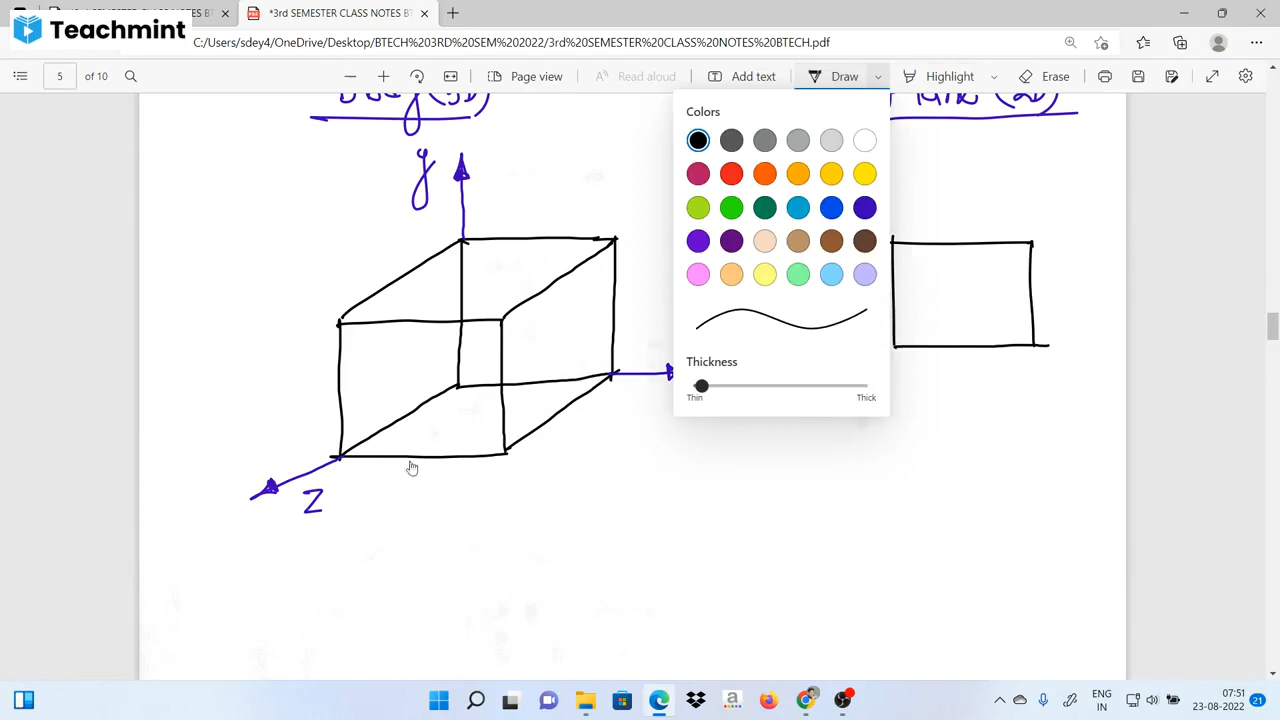 *3rd SEMESTER CLASS NOTES BT
Teachmint
C:/Users/sdey4/OneDrive/Desktop/BTECH%203RD%20SEM%202022/3rd%20SEMESTER%20CLASS%20NOTES%20BTECH.pdf
5 of 10 Page view Read aloud Add text Draw Highlight Erase
(3D) (2D)
Colors
y
Thickness
Thin Thick
Z
ENG
IN
07:51
23-08-2022
21